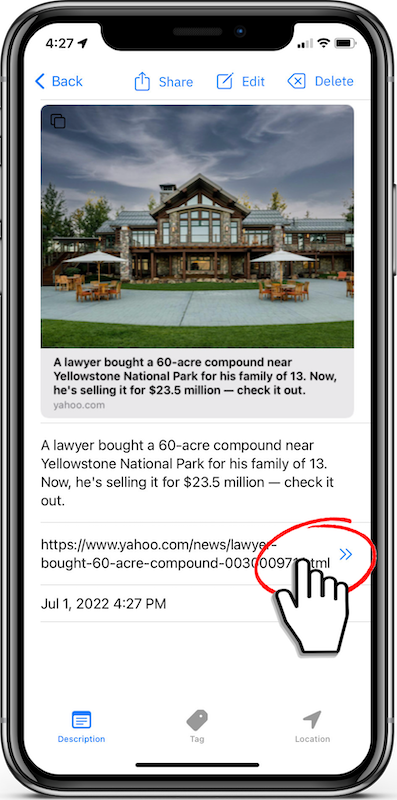 4:27
Back Share Edit Delete
A lawyer bought a 60-acre compound near
Yellowstone National Park for his family of 13. Now,
he's selling it for $23.5 million — check it out.
yahoo.com
A lawyer bought a 60-acre compound near
Yellowstone National Park for his family of 13.
Now, he's selling it for $23.5 million — check it
out.
https://www.yahoo.com/news/lawyer-
bought-60-acre-compound-003000971.html
Jul 1, 2022 4:27 PM
Description Tag Location